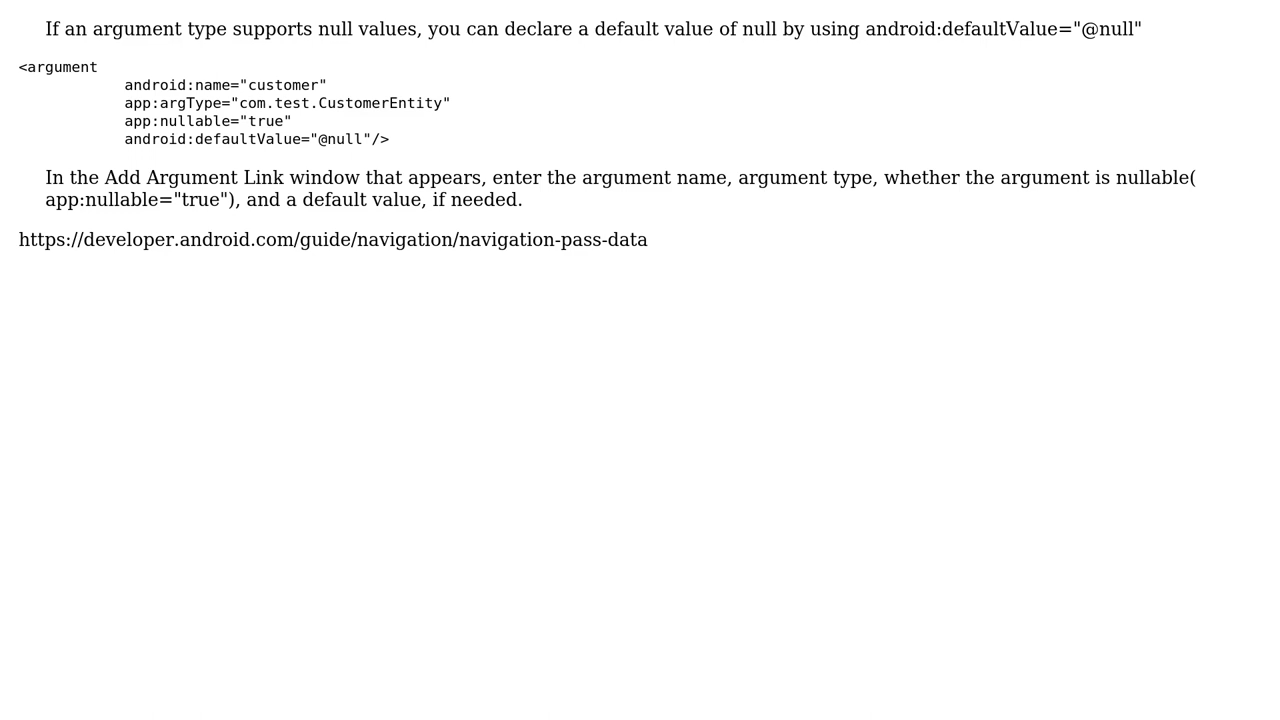 If an argument type supports null values, you can declare a default value of null by using android:defaultValue="@null"
<argument
            android:name="customer"
            app:argType="com.test.CustomerEntity"
            app:nullable="true"
            android:defaultValue="@null"/>
In the Add Argument Link window that appears, enter the argument name, argument type, whether the argument is nullable(
app:nullable="true"), and a default value, if needed.
https://developer.android.com/guide/navigation/navigation-pass-data